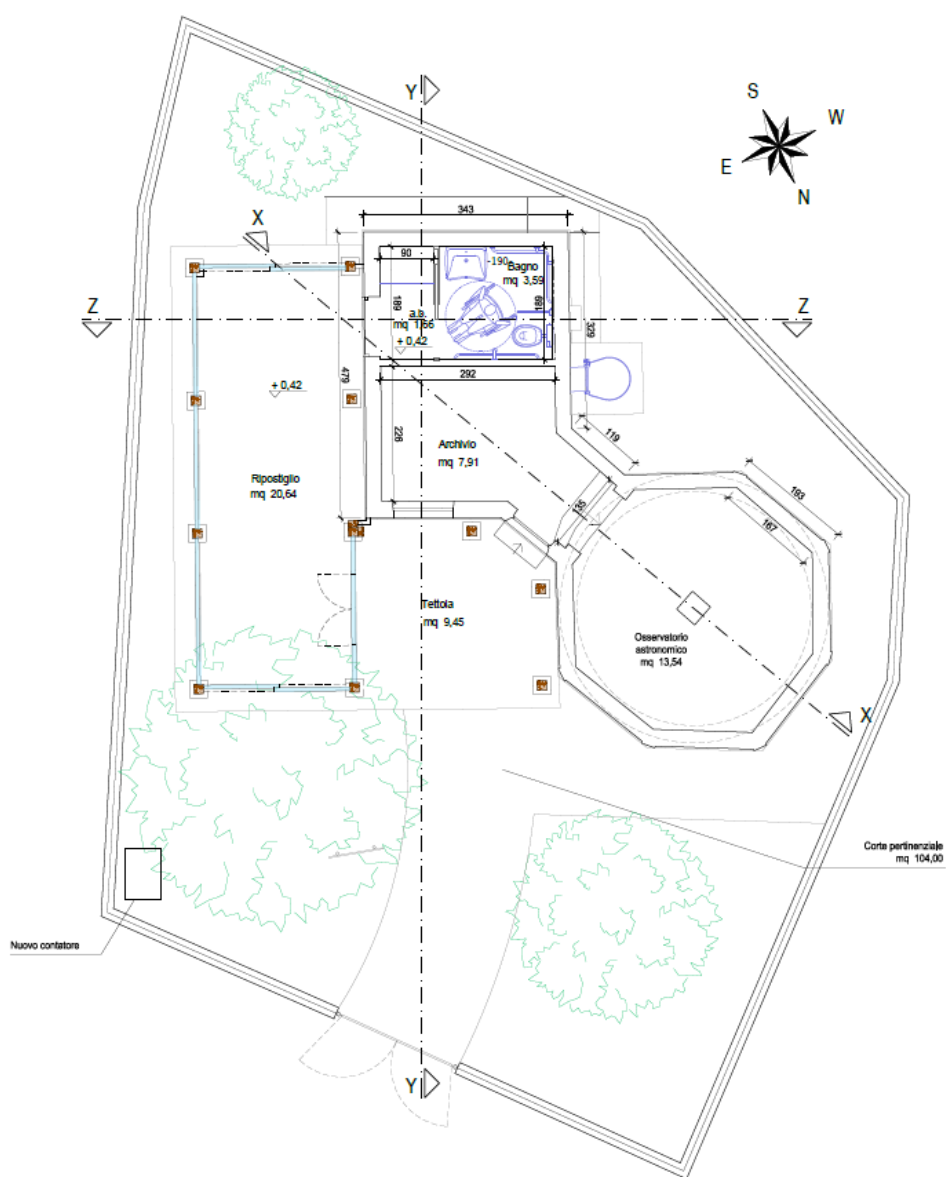 S
W
E
N
Y
X
343
90
-190-
Bagno
mq 3,59
189
189
a.b.
mq 1,66
+ 0,42
Z
Z
329
479
292
+ 0,42
226
119
Archivio
mq 7,91
Ripostiglio
mq 20,64
193
167
135
Tettoia
mq 9,45
Osservatorio
astronomico
mq 13,54
X
Corte pertinenziale
mq 104,00
Nuovo contatore
Y